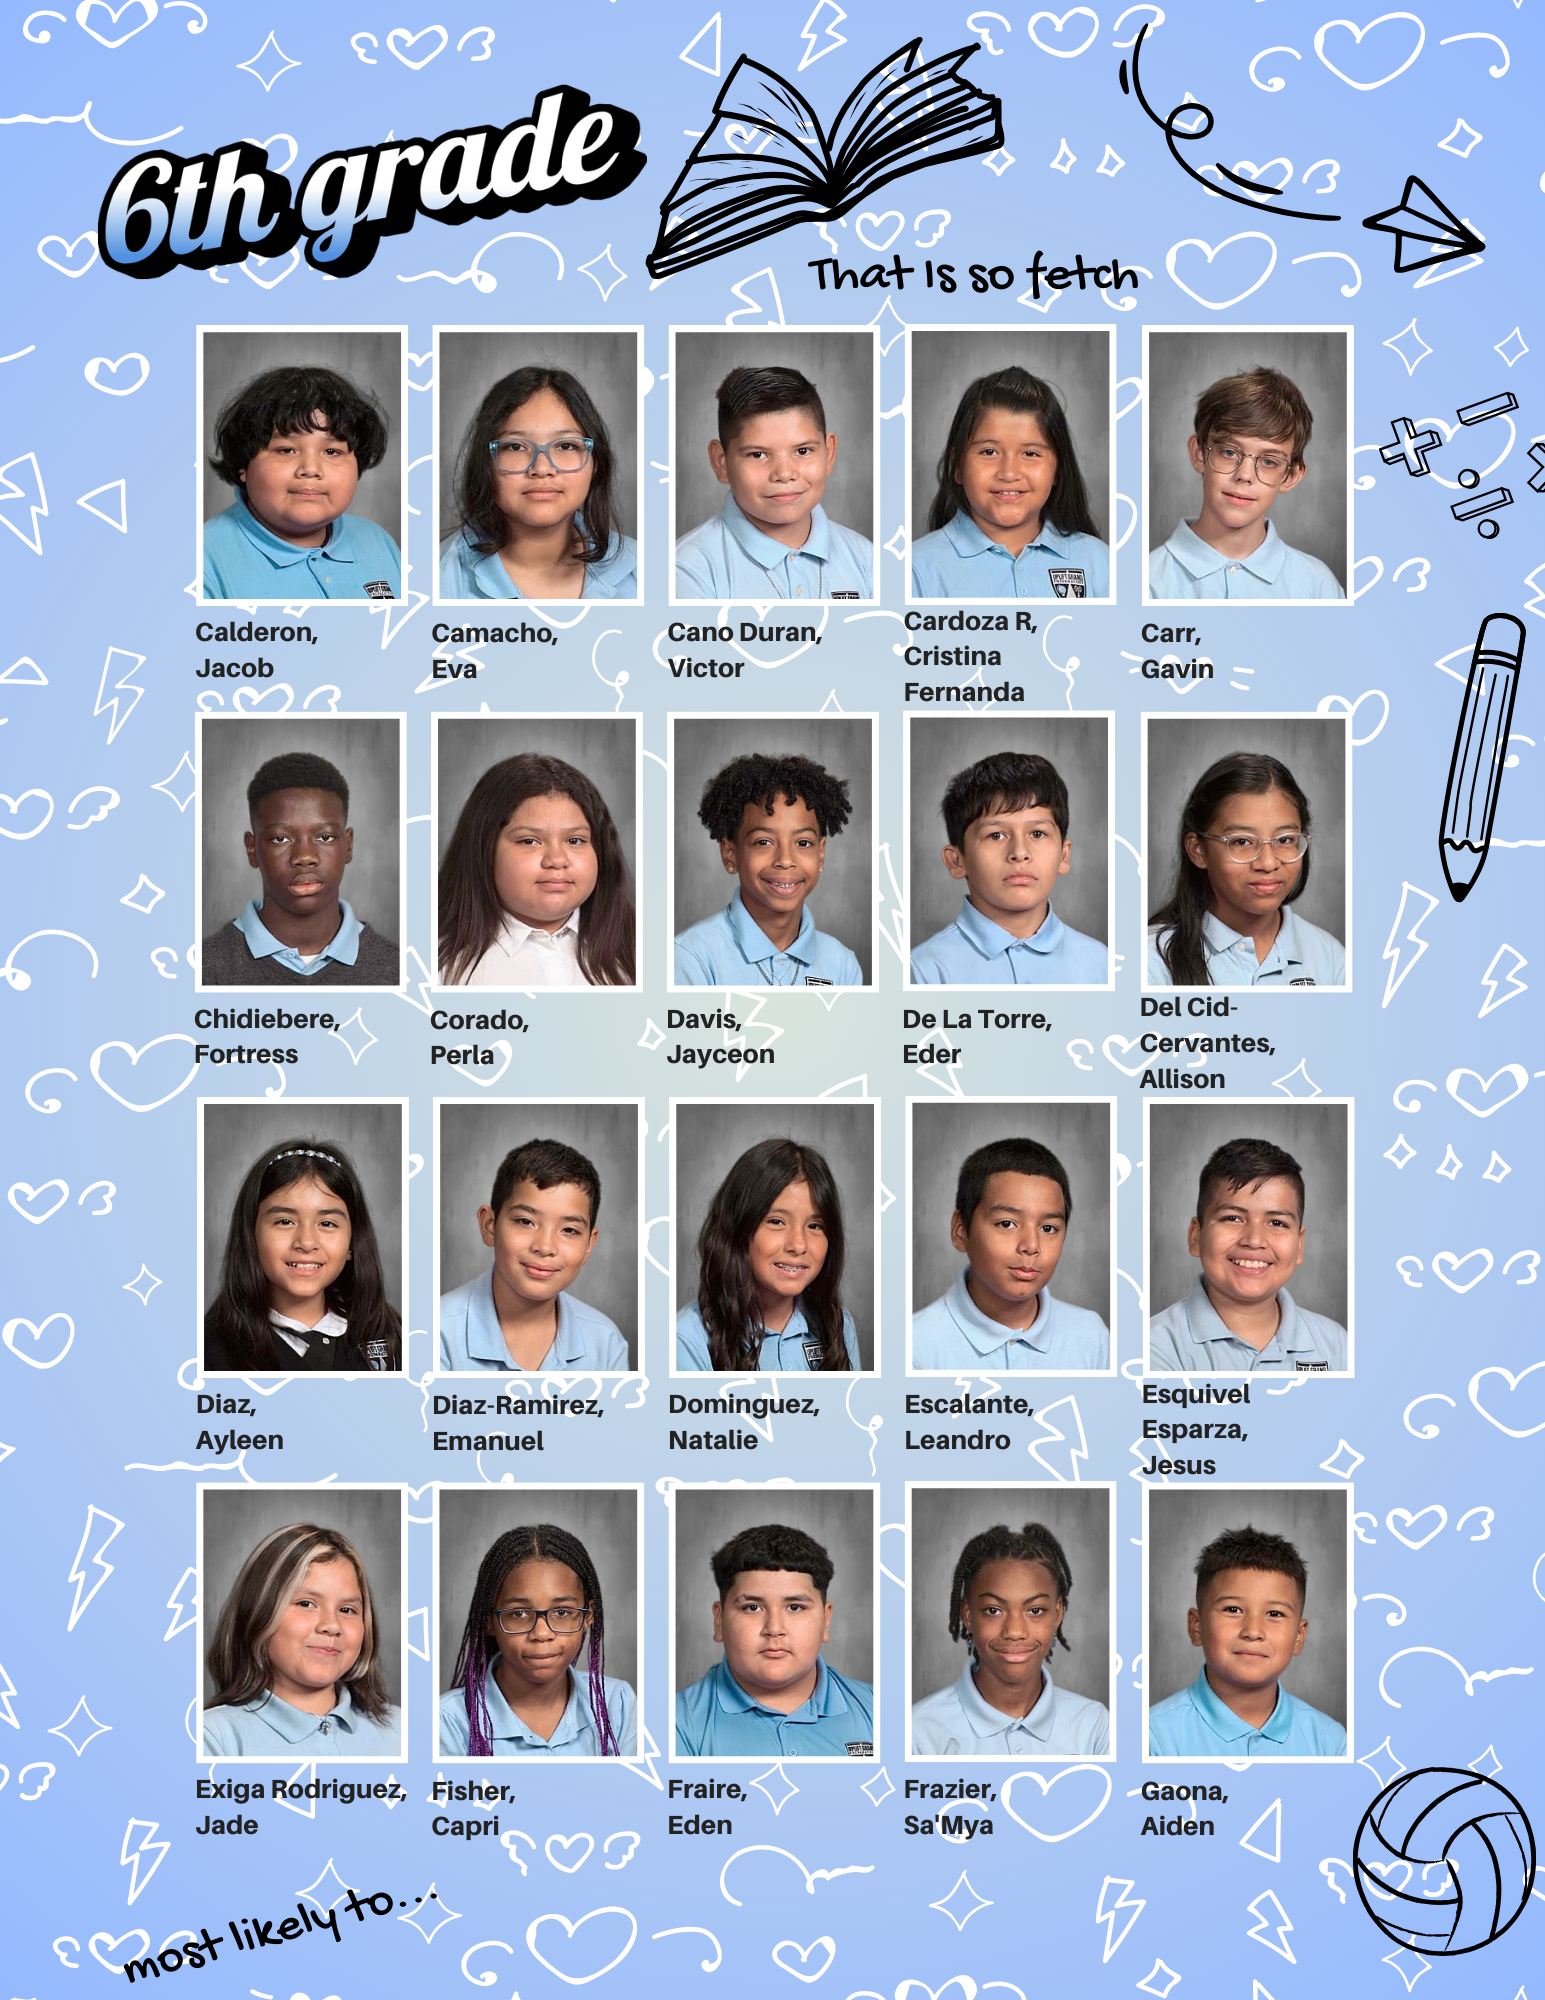 6th grade
That Is so fetch
Calderon,
Jacob
Camacho,
Eva
Cano Duran,
Victor
Cardoza R,
Cristina
Fernanda
Carr,
Gavin
Chidiebere,
Fortress
Corado,
Perla
Davis,
Jayceon
De La Torre,
Eder
Del Cid-
Cervantes,
Allison
Diaz,
Ayleen
Diaz-Ramirez,
Emanuel
Dominguez,
Natalie
Escalante,
Leandro
Esquivel
Esparza,
Jesus
Exiga Rodriguez,
Jade
Fisher,
Capri
Fraire,
Eden
Frazier,
Sa'Mya
Gaona,
Aiden
most likely to...